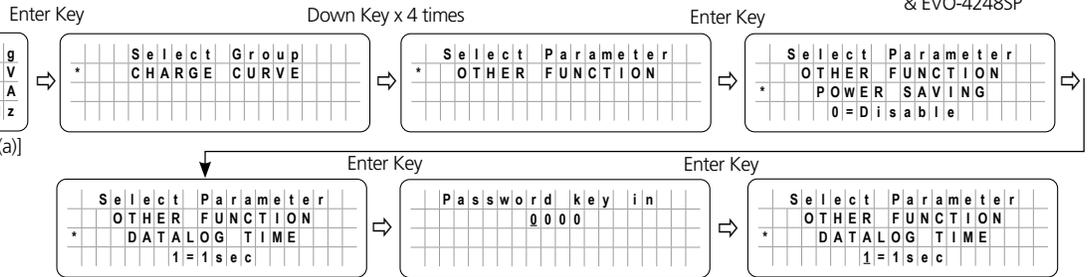 & EVO-4248SP
Enter Key
Down Key x 4 times
Enter Key
g
V
A
z
(a)]
Select Group
* CHARGE CURVE
Select Parameter
* OTHER FUNCTION
Select Parameter
OTHER FUNCTION
* POWER SAVING
0=Disable
Enter Key
Enter Key
Select Parameter
OTHER FUNCTION
* DATALOG TIME
1=1sec
Password key in
0000
Select Parameter
OTHER FUNCTION
* DATALOG TIME
1=1sec